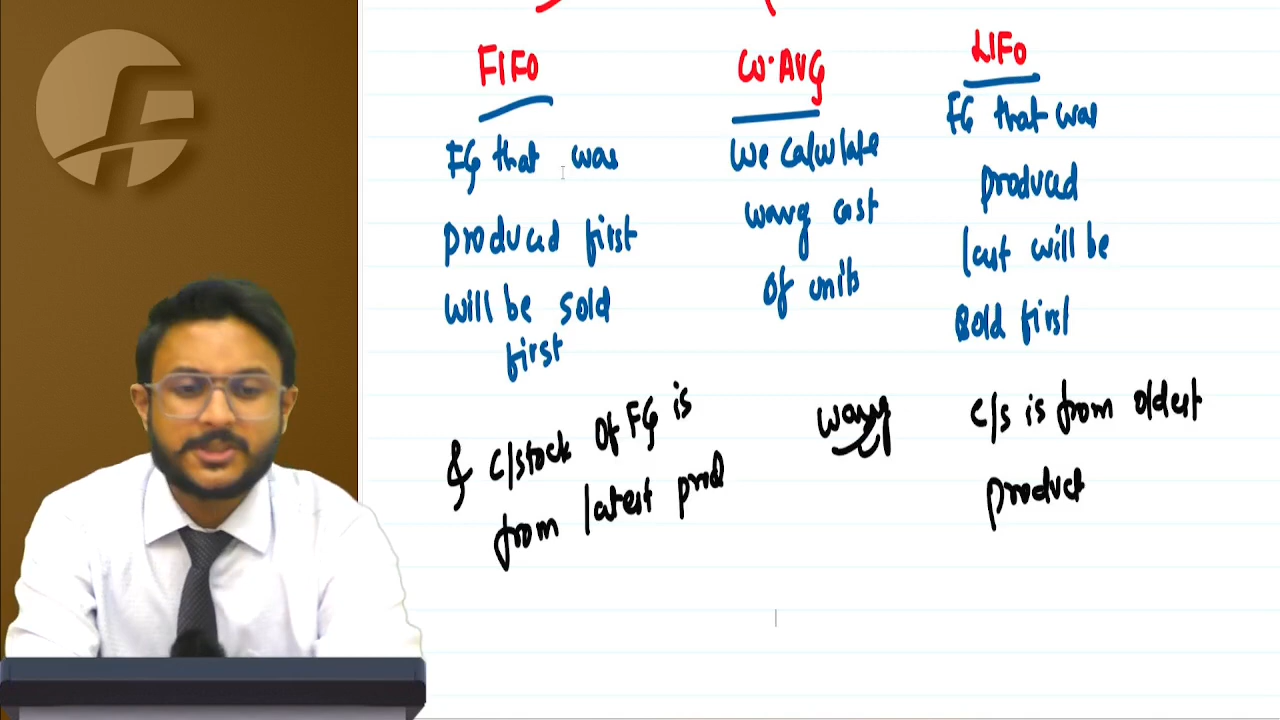 FIFO
FG that was
produced first
will be sold
first
& c/stock of FG is
from latest prod
W.AVG
We calculate
wavg cost
of units
wavg
LIFO
FG that was
produced
last will be
sold first
c/s is from oldest
product